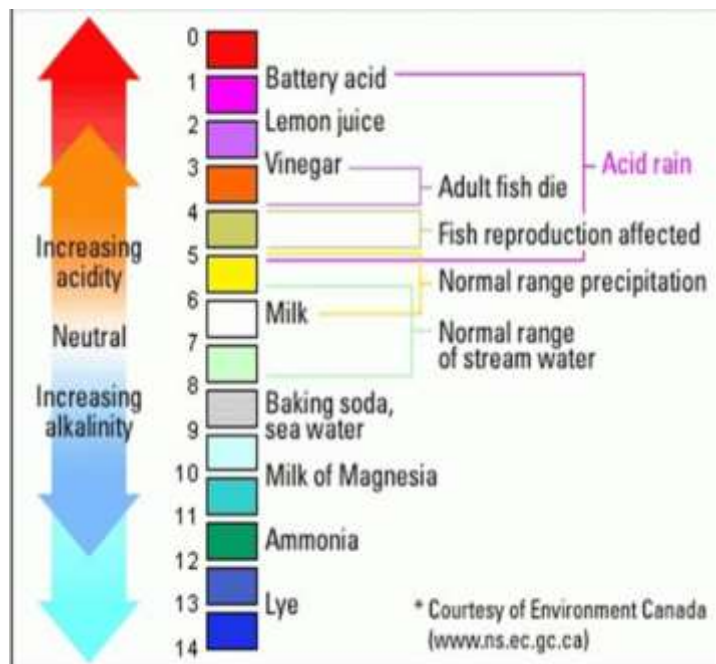 0
1
Battery acid
2
Lemon juice
3
Vinegar
Acid rain
Adult fish die
4
Fish reproduction affected
5
Normal range precipitation
6
Milk
Normal range
of stream water
7
8
Baking soda,
sea water
9
10
Milk of Magnesia
11
Ammonia
12
13
Lye
14
Increasing
acidity
Neutral
Increasing
alkalinity
* Courtesy of Environment Canada
(www.ns.ec.gc.ca)